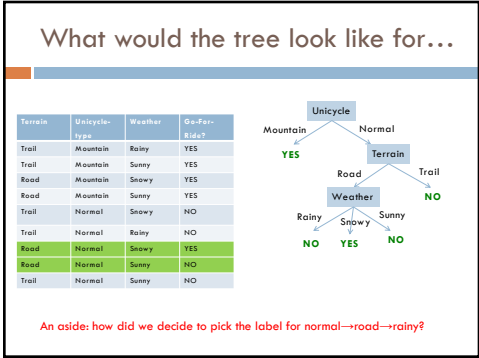 What would the tree look like for…
Terrain Unicycle-type Weather Go-For-Ride?
Trail Mountain Rainy YES
Trail Mountain Sunny YES
Road Mountain Snowy YES
Road Mountain Sunny YES
Trail Normal Snowy NO
Trail Normal Rainy NO
Road Normal Snowy YES
Road Normal Sunny NO
Trail Normal Sunny NO
Unicycle
Mountain Normal
YES Terrain
Road Trail
Weather NO
Rainy Snowy Sunny
NO YES NO
An aside: how did we decide to pick the label for normal→road→rainy?